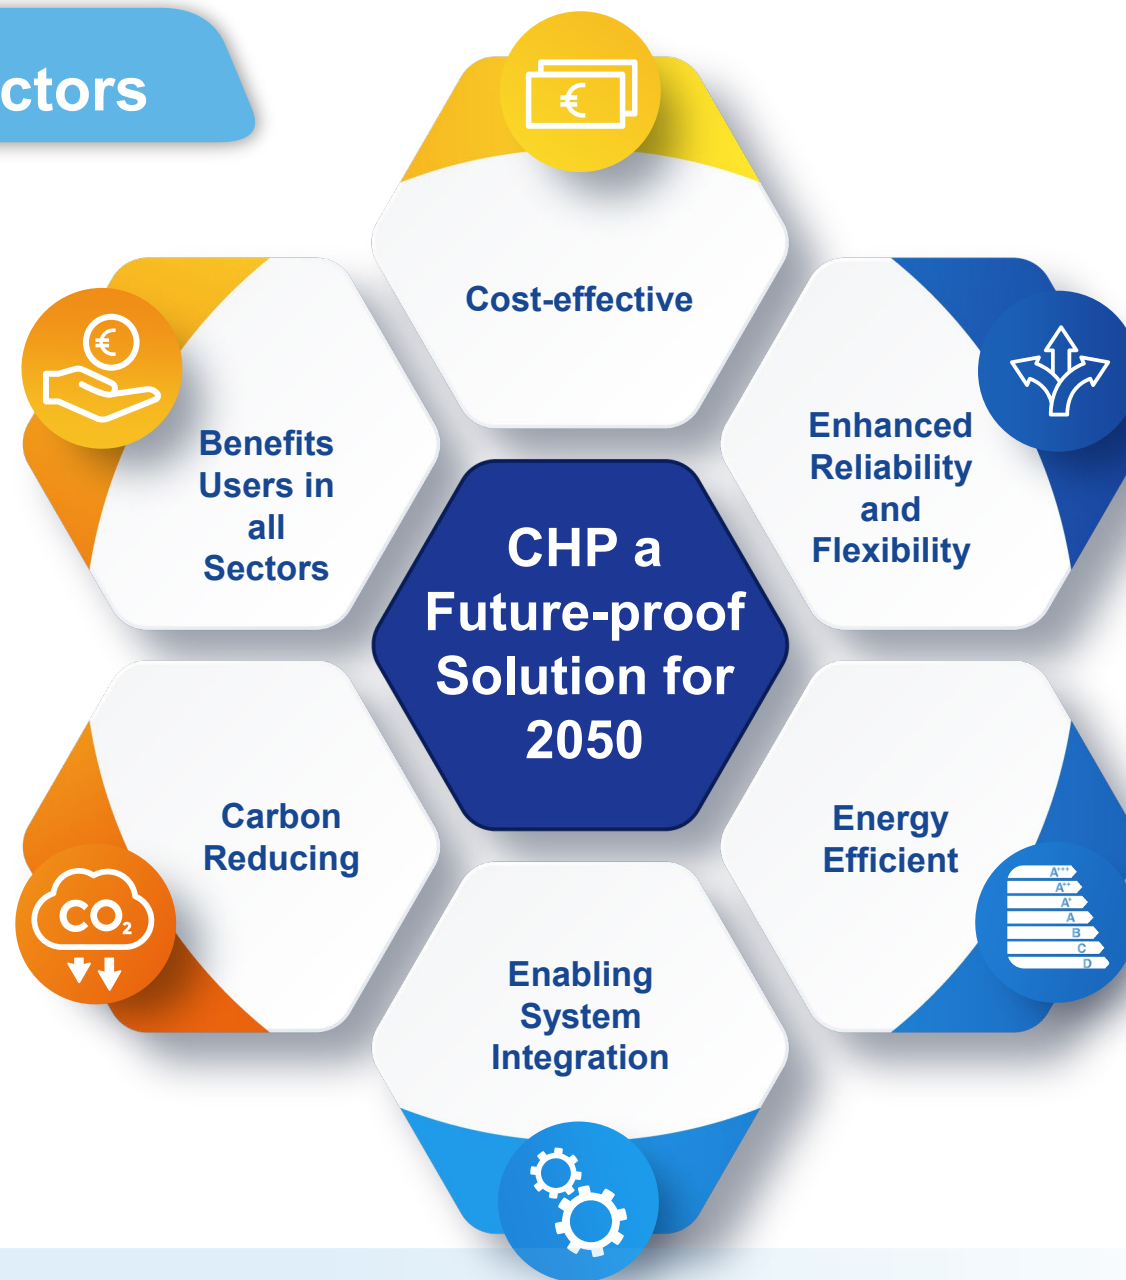 ctors
€
Cost-effective
€
Benefits
Users in
all
Sectors
Enhanced
Reliability
and
Flexibility
CHP a
Future-proof
Solution for
2050
Carbon
Reducing
CO₂
Energy
Efficient
A+++
A++
A+
A
B
C
D
Enabling
System
Integration